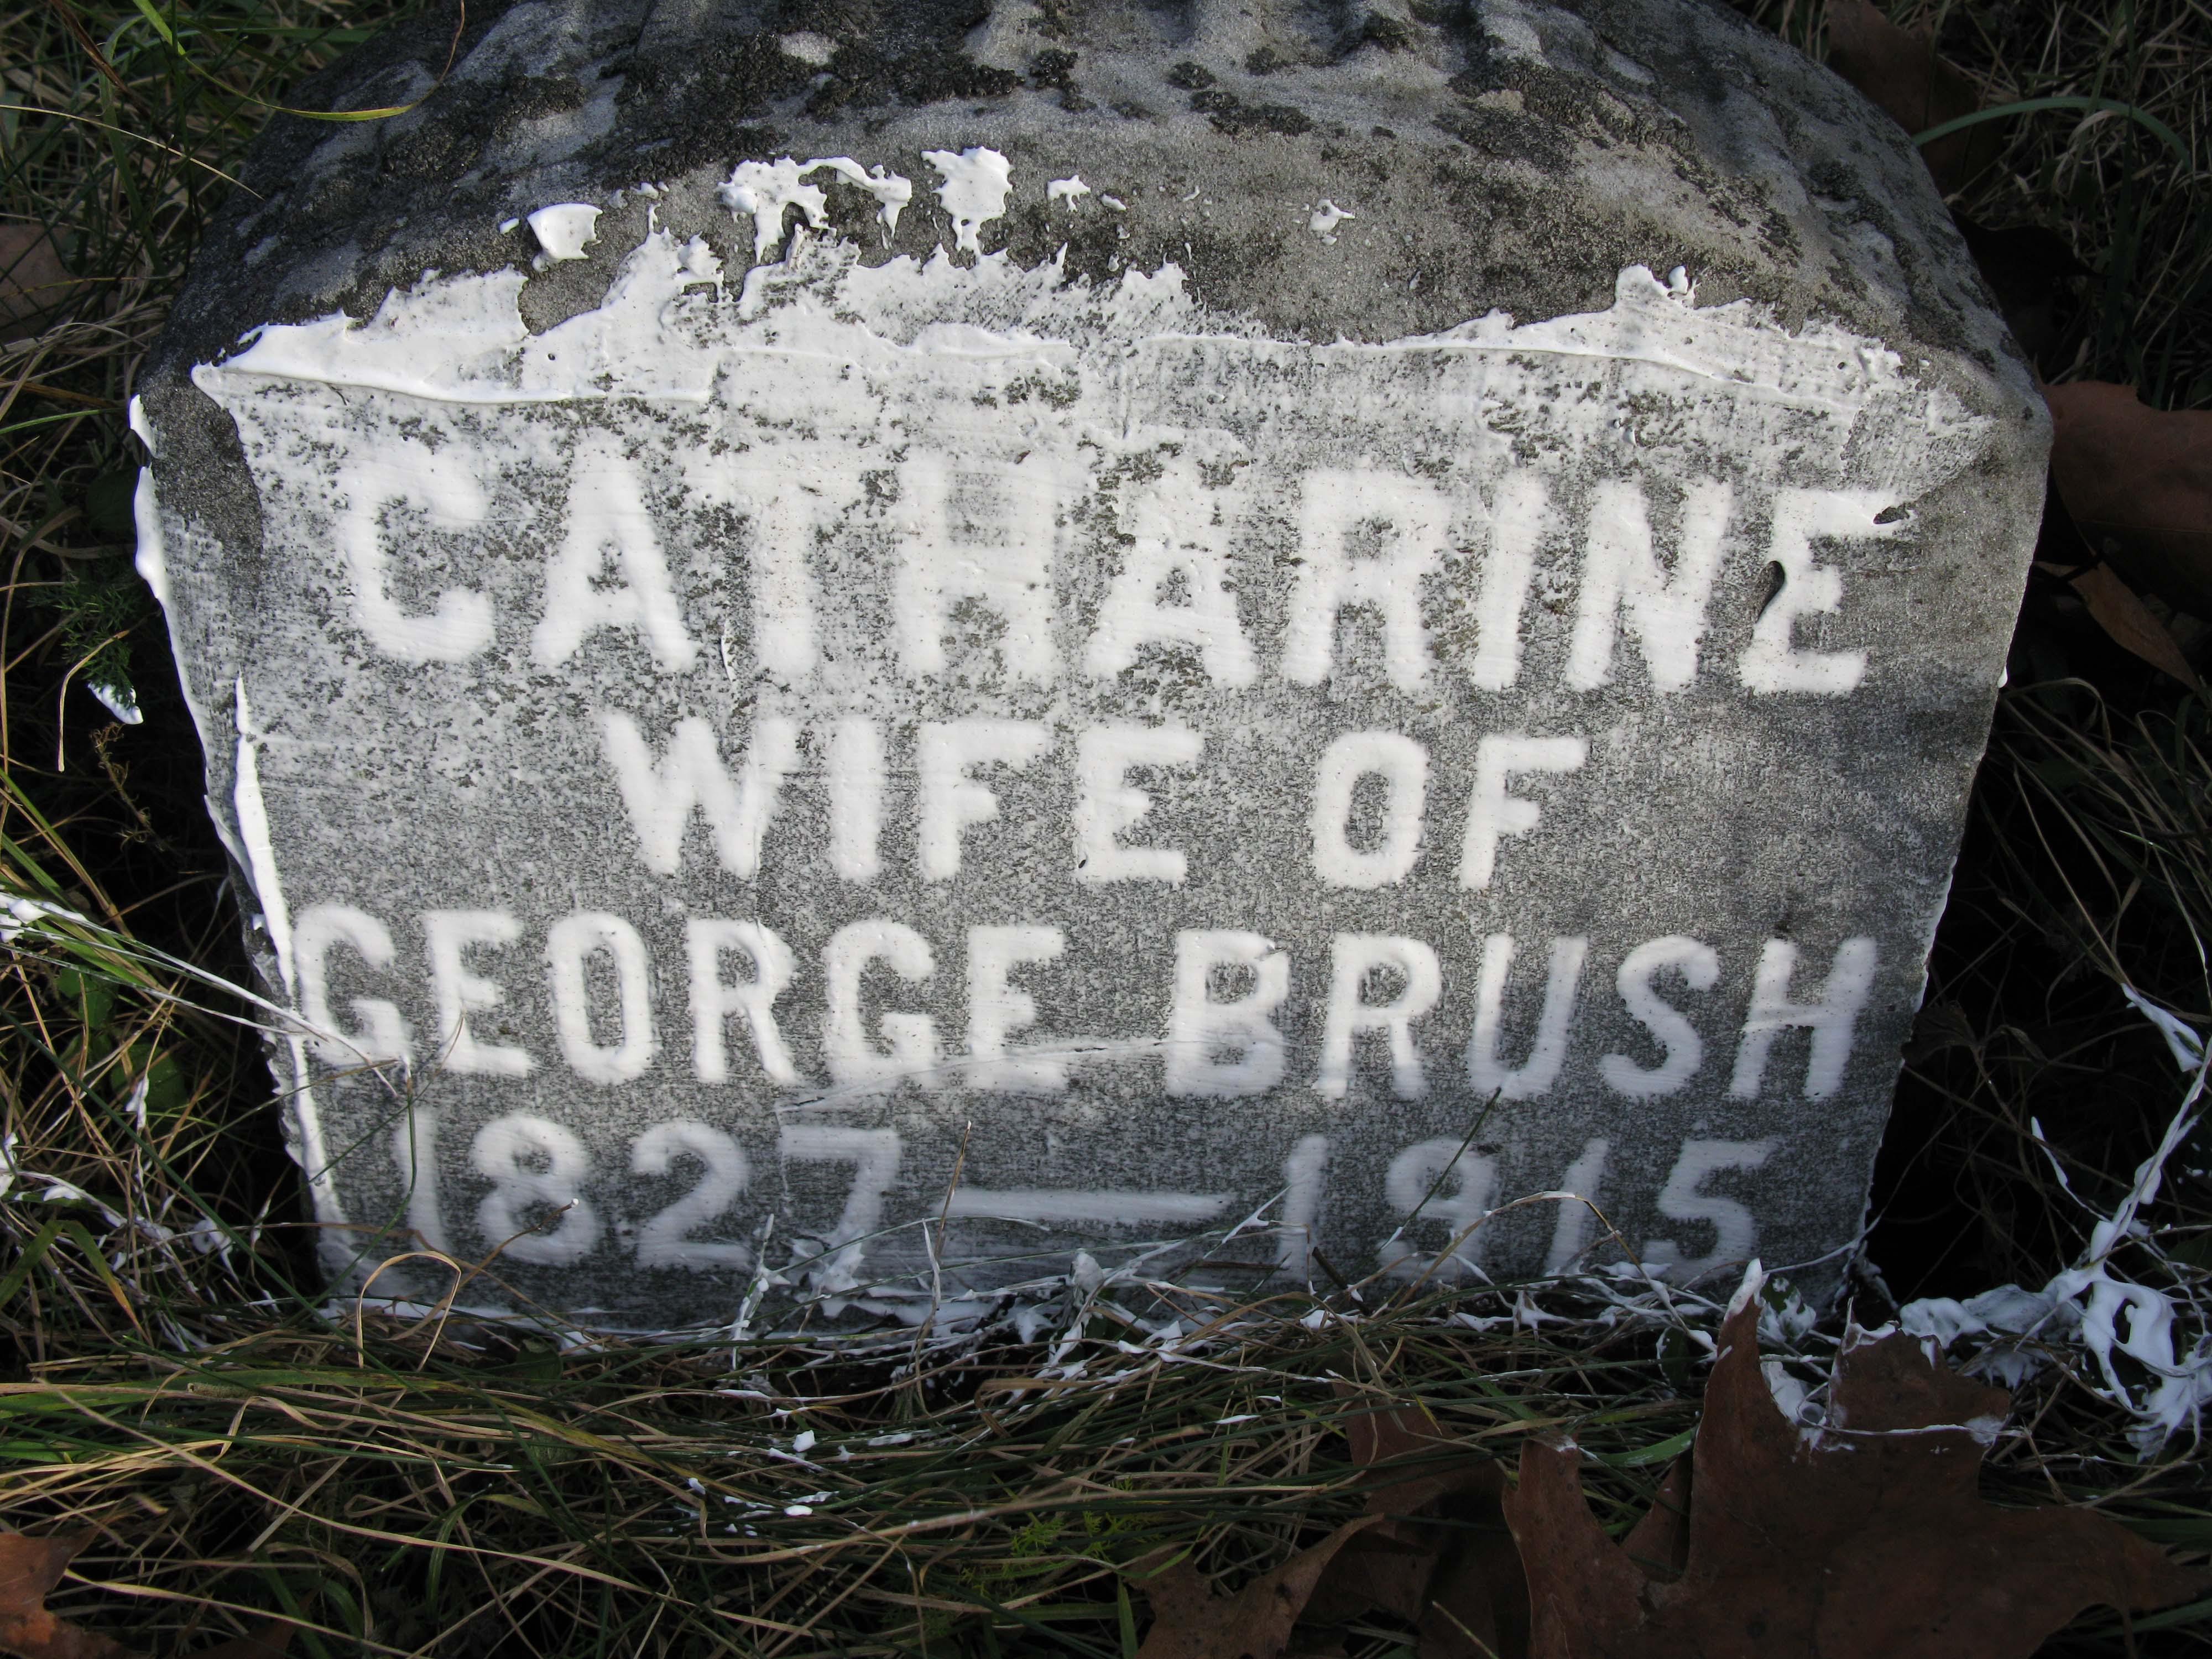 CATHARINE
WIFE OF
GEORGE BRUSH
1827—1915